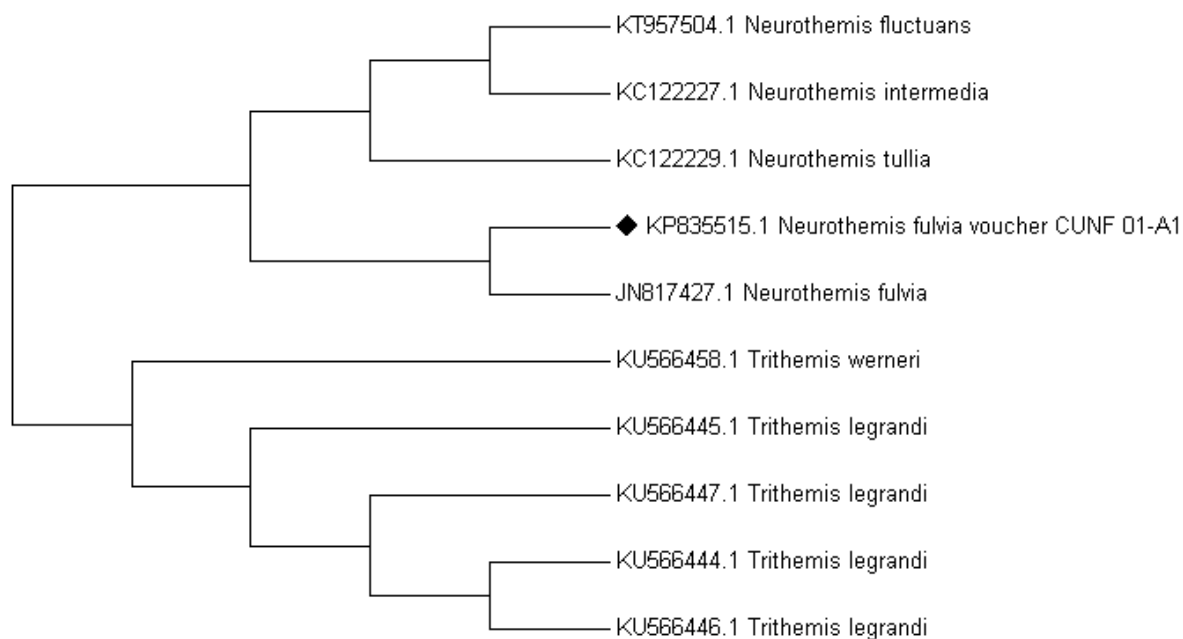 KT957504.1 Neurothemis fluctuans
KC122227.1 Neurothemis intermedia
KC122229.1 Neurothemis tullia
KP835515.1 Neurothemis fulvia voucher CUNF 01-A1
JN817427.1 Neurothemis fulvia
KU566458.1 Trithemis werneri
KU566445.1 Trithemis legrandi
KU566447.1 Trithemis legrandi
KU566444.1 Trithemis legrandi
KU566446.1 Trithemis legrandi